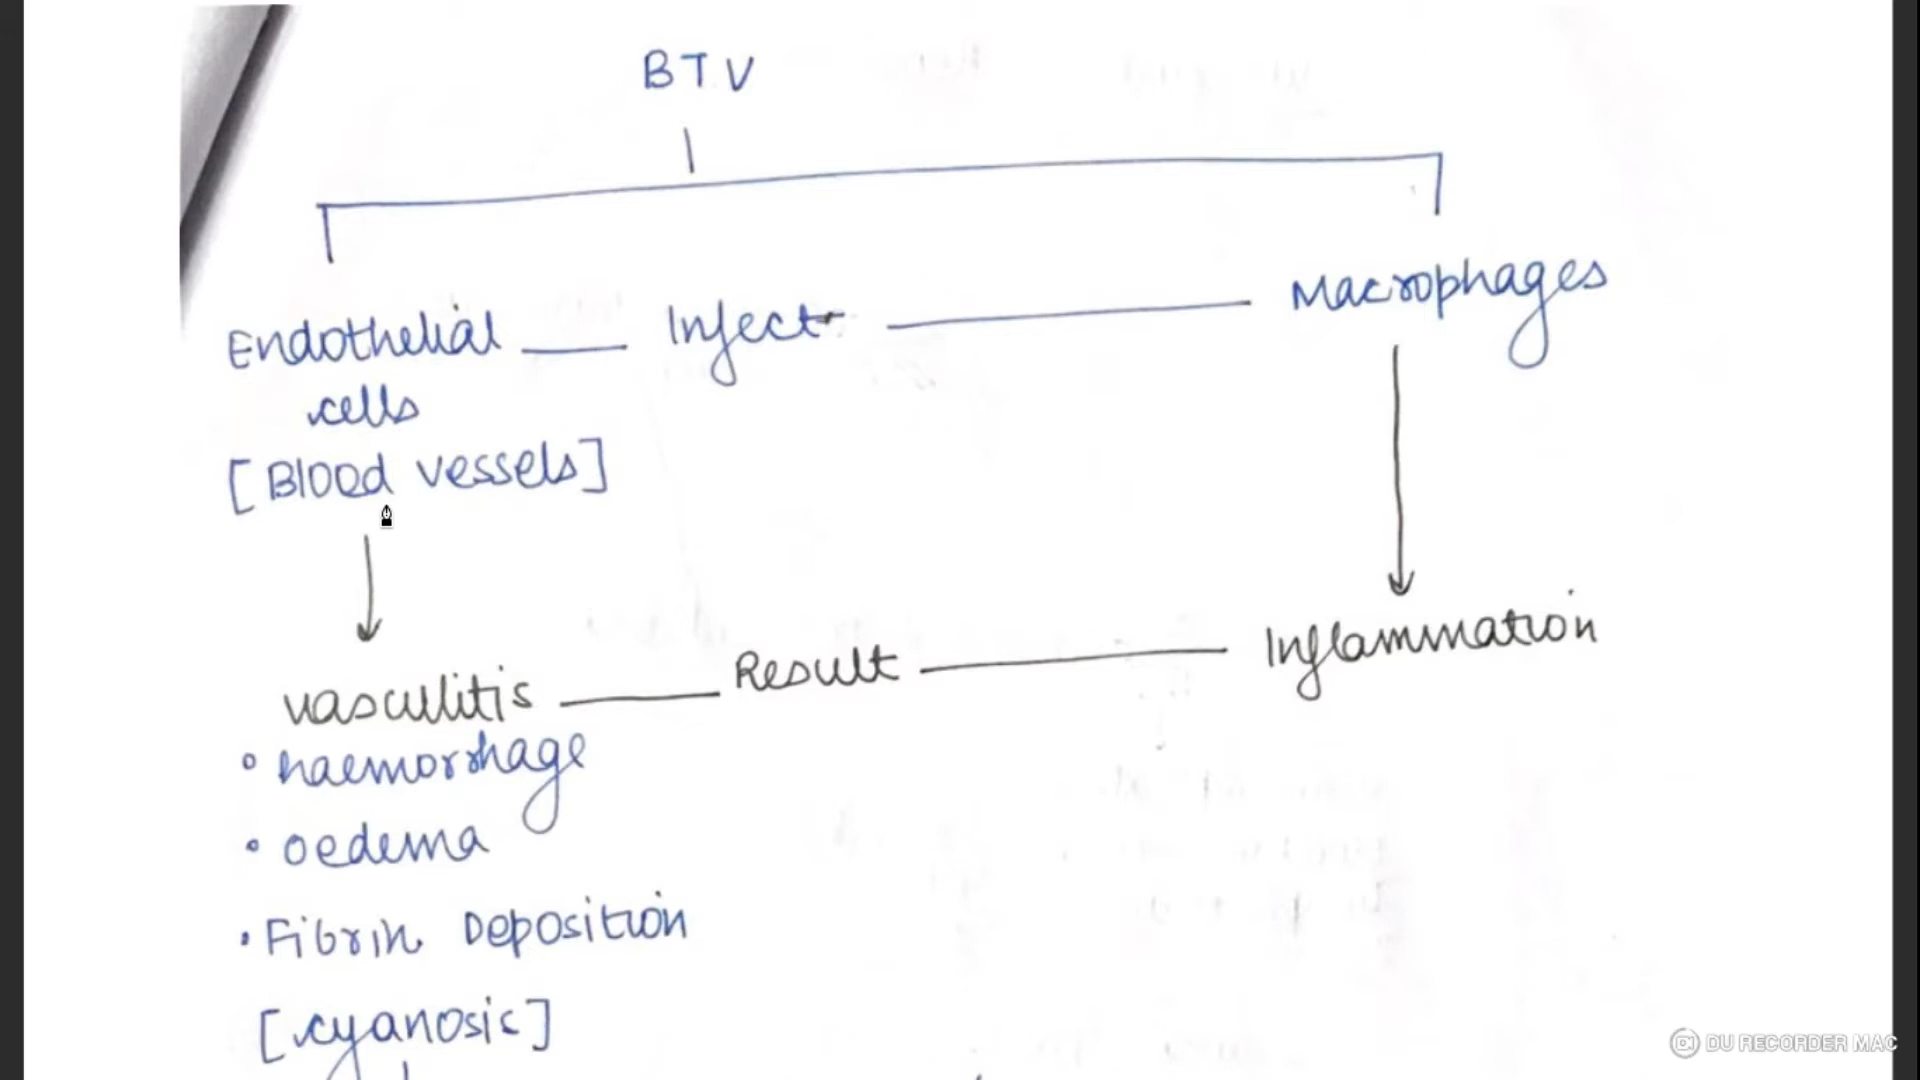 BTV
Endothelial Infect Macrophages
cells
[Blood vessels]
vasculitis Result Inflammation
• haemorrhage
• oedema
• Fibrin Deposition
[cyanosis]
DU RECORDER MAC